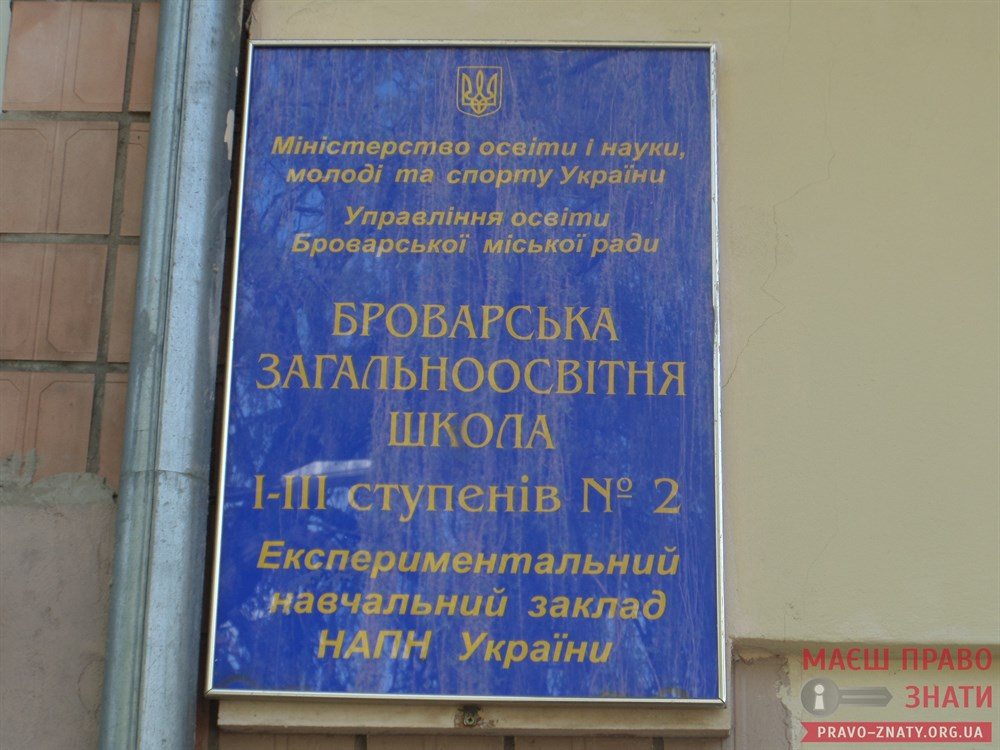 Міністерство освіти і науки,
молоді та спорту України
Управління освіти
Броварської міської ради
БРОВАРСЬКА
ЗАГАЛЬНООСВІТНЯ
ШКОЛА
І-ІІІ ступенів № 2
Експериментальний
навчальний заклад
НАПН України
МАЄШ ПРАВО
ЗНАТИ
PRAVO-ZNATY.ORG.UA